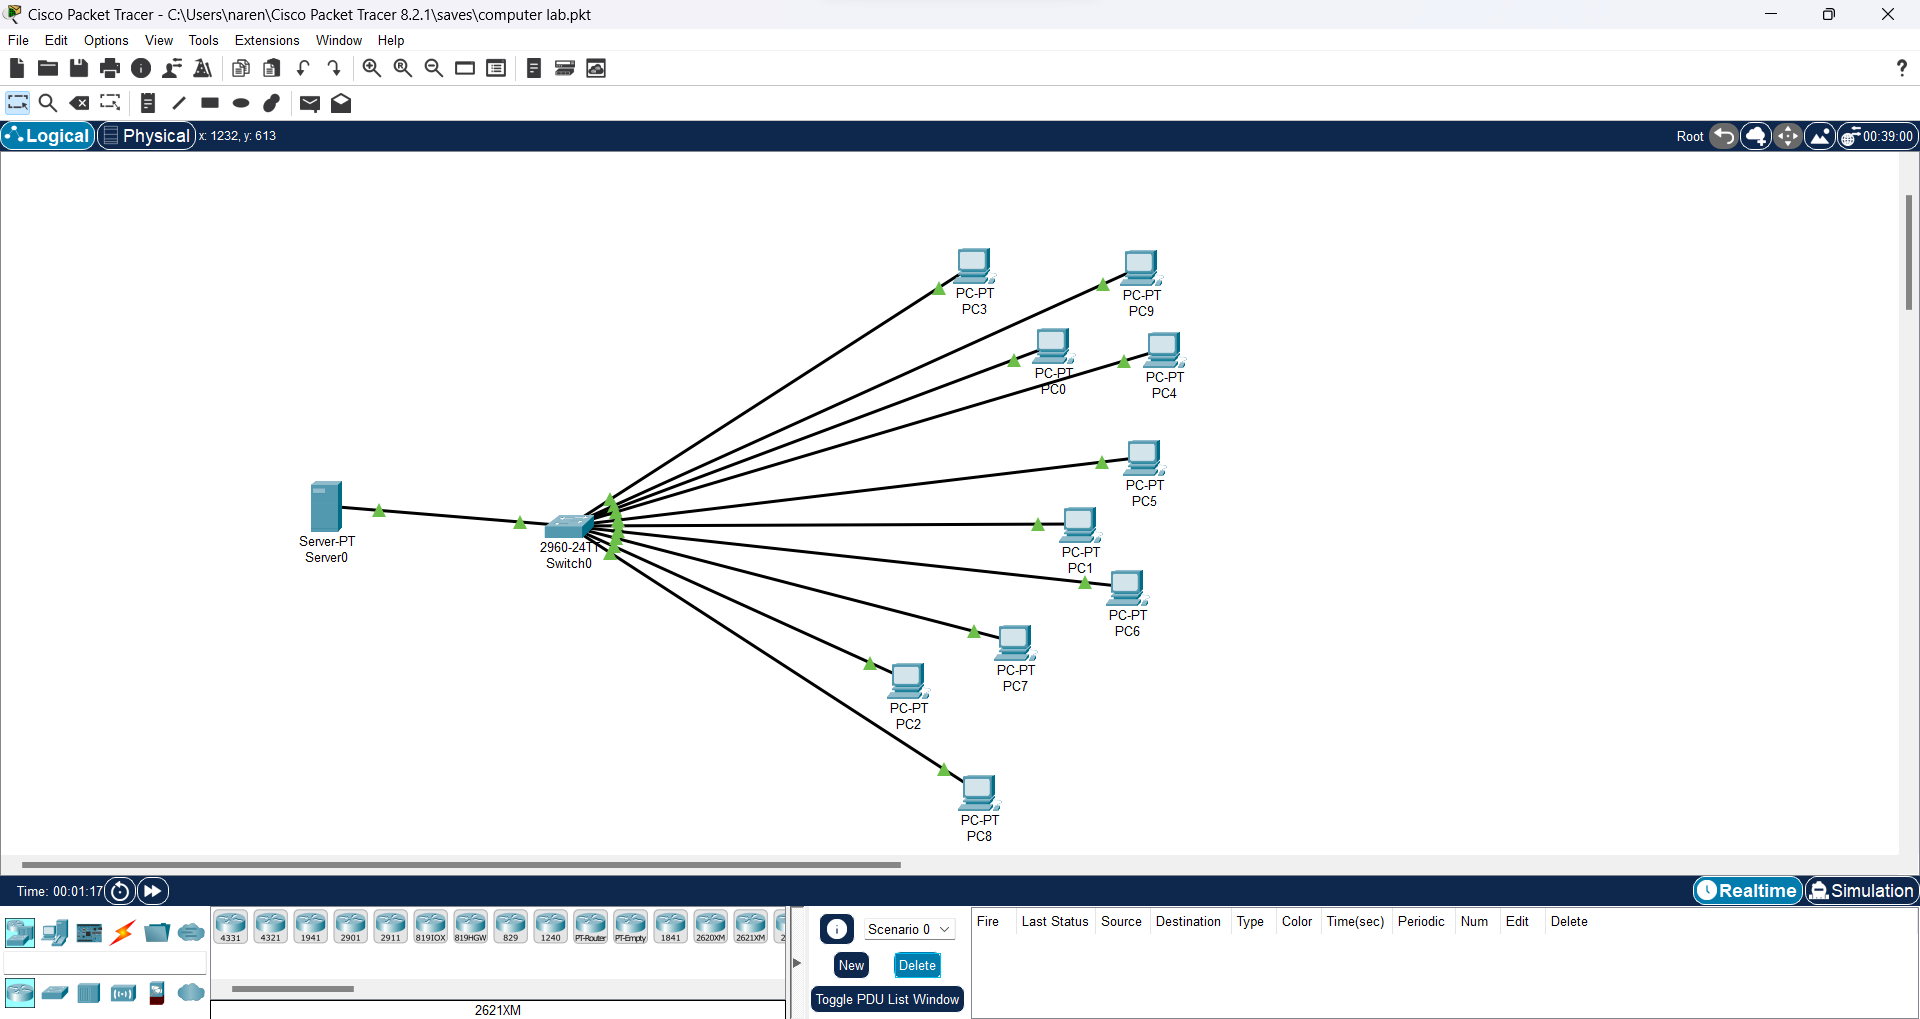 Cisco Packet Tracer - C:\Users\naren\Cisco Packet Tracer 8.2.1\saves\computer lab.pkt
File Edit Options View Tools Extensions Window Help
?
Logical Physical x: 1232, y: 613 Root 00:39:00
PC-PT
PC3
PC-PT
PC9
PC-PT
PC0
PC-PT
PC4
PC-PT
PC5
Server-PT
Server0
2960-24TT
Switch0
PC-PT
PC1
PC-PT
PC6
PC-PT
PC7
PC-PT
PC2
PC-PT
PC8
Time: 00:01:17 Realtime Simulation
4331 4321 1941 2901 2911 819IOX 819HGW 829 1240 PT-Router PT-Empty 1841 2620XM 2621XM 2
2621XM
Scenario 0
New Delete
Toggle PDU List Window
Fire Last Status Source Destination Type Color Time(sec) Periodic Num Edit Delete